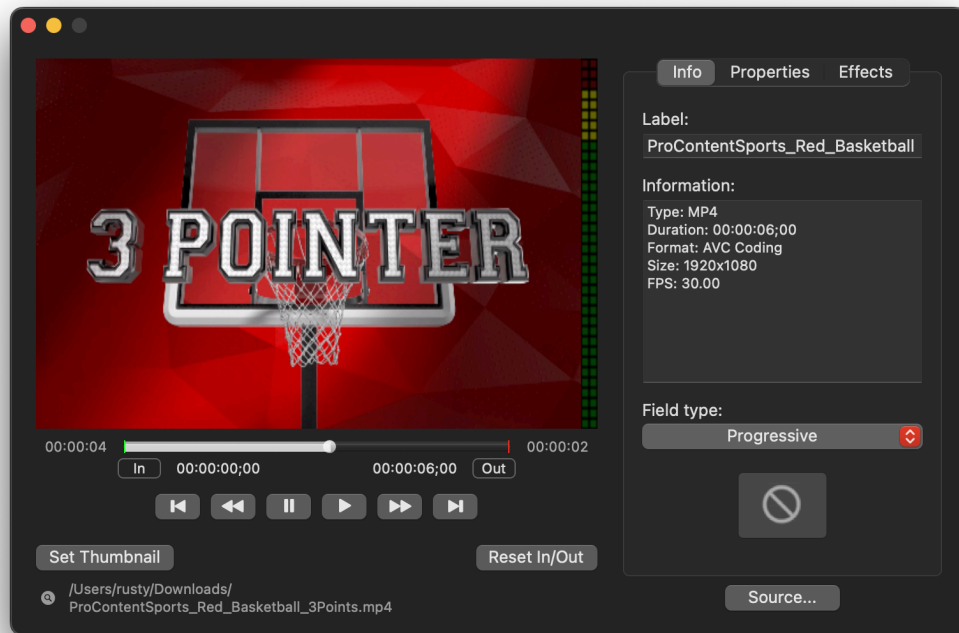 Info Properties Effects
Label:
ProContentSports_Red_Basketball
Information:
Type: MP4
Duration: 00:00:06;00
Format: AVC Coding
Size: 1920x1080
FPS: 30.00
3 POINTER
Field type:
Progressive
00:00:04 00:00:02
In 00:00:00;00 00:00:06;00 Out
Set Thumbnail Reset In/Out
/Users/rusty/Downloads/
ProContentSports_Red_Basketball_3Points.mp4
Source...